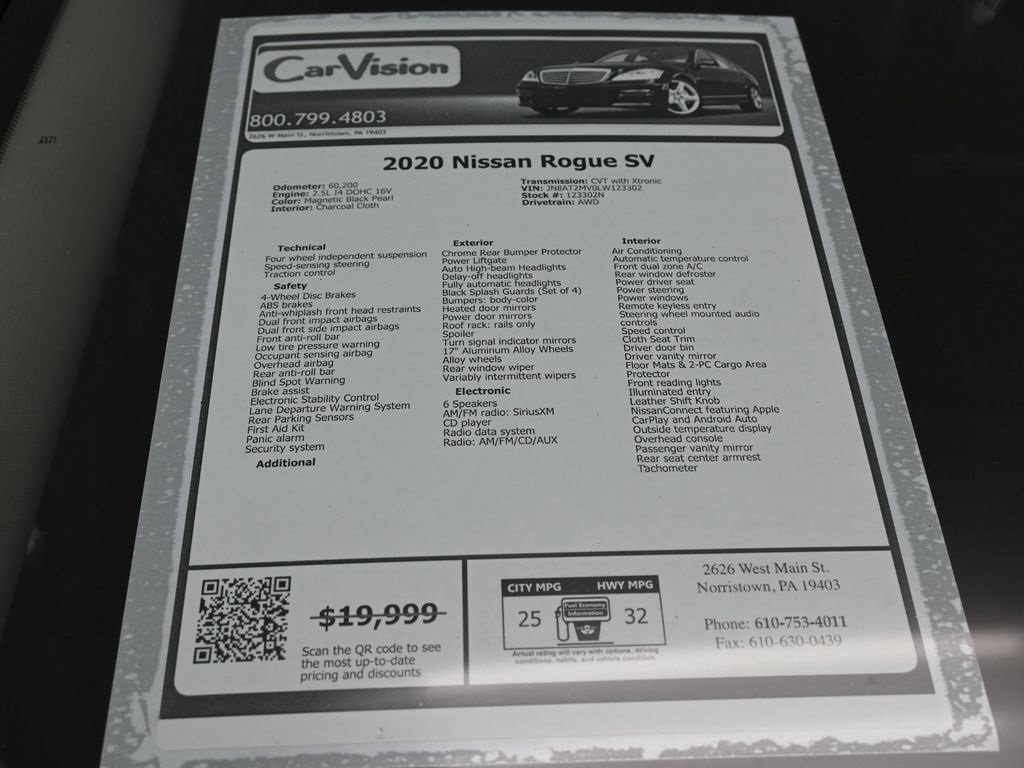 CarVision
800.799.4803
2626 W Main St, Norristown, PA 19403
2020 Nissan Rogue SV
Odometer: 60,200
Engine: 2.5L I4 DOHC 16V
Color: Magnetic Black Pearl
Interior: Charcoal Cloth
Transmission: CVT with Xtronic
VIN: JN8AT2MV0LW123302
Stock #: 123302N
Drivetrain: AWD
Technical
Four wheel independent suspension
Speed-sensing steering
Traction control
Safety
4-Wheel Disc Brakes
ABS brakes
Anti-whiplash front head restraints
Dual front impact airbags
Dual front side impact airbags
Front anti-roll bar
Low tire pressure warning
Occupant sensing airbag
Overhead airbag
Rear anti-roll bar
Blind Spot Warning
Brake assist
Electronic Stability Control
Lane Departure Warning System
Rear Parking Sensors
First Aid Kit
Panic alarm
Security system
Additional
Exterior
Chrome Rear Bumper Protector
Power Liftgate
Auto High-beam Headlights
Delay-off headlights
Fully automatic headlights
Black Splash Guards (Set of 4)
Bumpers: body-color
Heated door mirrors
Power door mirrors
Roof rack: rails only
Spoiler
Turn signal indicator mirrors
17" Aluminum Alloy Wheels
Alloy wheels
Rear window wiper
Variably intermittent wipers
Electronic
6 Speakers
AM/FM radio: SiriusXM
CD player
Radio data system
Radio: AM/FM/CD/AUX
Interior
Air Conditioning
Automatic temperature control
Front dual zone A/C
Rear window defroster
Power driver seat
Power steering
Power windows
Remote keyless entry
Steering wheel mounted audio
controls
Speed control
Cloth Seat Trim
Driver door bin
Driver vanity mirror
Floor Mats & 2-PC Cargo Area
Protector
Front reading lights
Illuminated entry
Leather Shift Knob
NissanConnect featuring Apple
CarPlay and Android Auto
Outside temperature display
Overhead console
Passenger vanity mirror
Rear seat center armrest
Tachometer
$19,999
Scan the QR code to see
the most up-to-date
pricing and discounts
CITY MPG
HWY MPG
25
Fuel Economy
Information
32
Actual rating will vary with options, driving
conditions, habits, and vehicle condition.
2626 West Main St.
Norristown, PA 19403
Phone: 610-753-4011
Fax: 610-630-0439